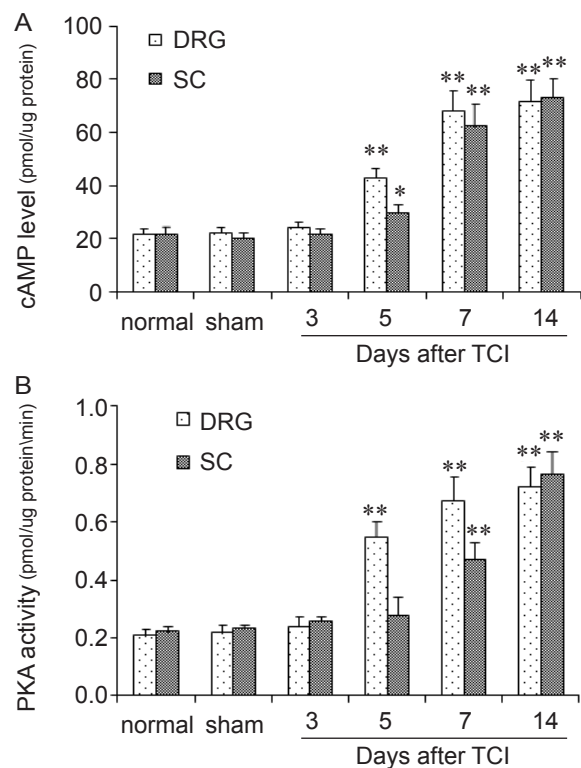 A
DRG
SC
cAMP level (pmol/ug protein)
100
80
60
40
20
0
** ** ** ** ** *
normal sham 3 5 7 14
Days after TCI
B
DRG
SC
PKA activity (pmol/ug protein\min)
1.0
0.8
0.6
0.4
0.2
0.0
** ** ** ** **
normal sham 3 5 7 14
Days after TCI